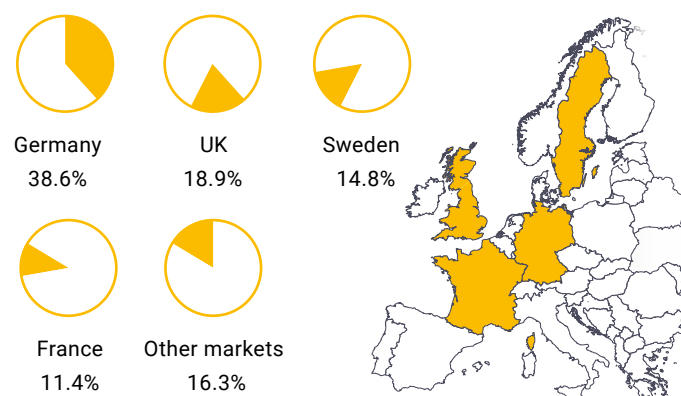 Germany
38.6%
UK
18.9%
Sweden
14.8%
France
11.4%
Other markets
16.3%